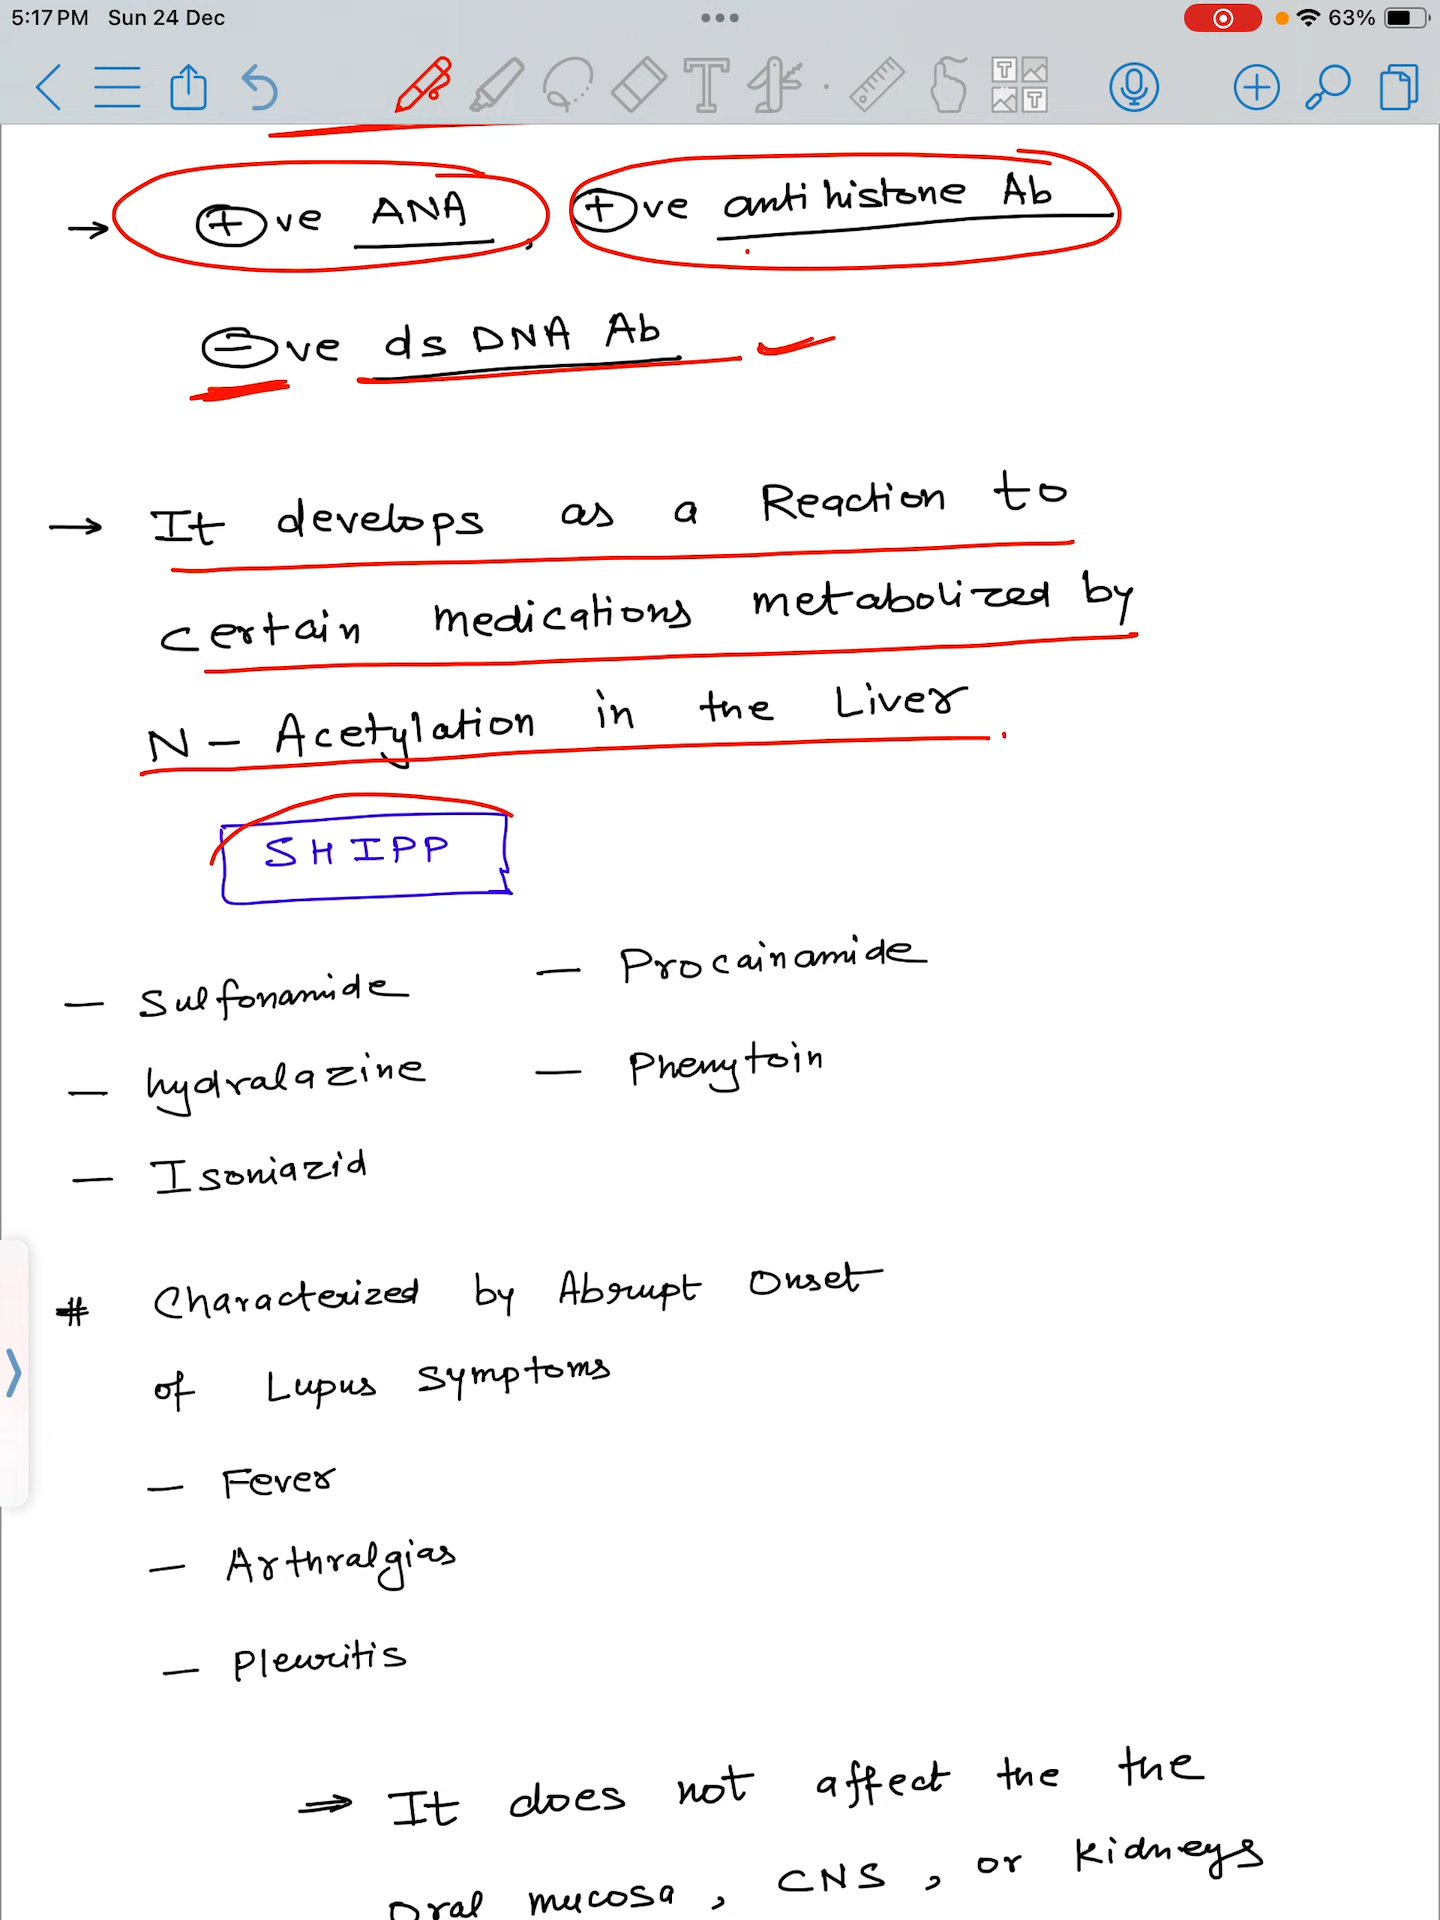 5:17 PM Sun 24 Dec 63%
→ ⊕ve ANA, ⊕ve anti histone Ab
⊖ve ds DNA Ab
→ It develops as a Reaction to
certain medications metabolized by
N - Acetylation in the Liver
SHIPP
- Sulfonamide - Procainamide
- hydralazine - Phenytoin
- Isoniazid
# Characterized by Abrupt Onset
of Lupus symptoms
- Fever
- Arthralgias
- Pleuritis
⇒ It does not affect the the
oral mucosa, CNS, or kidneys